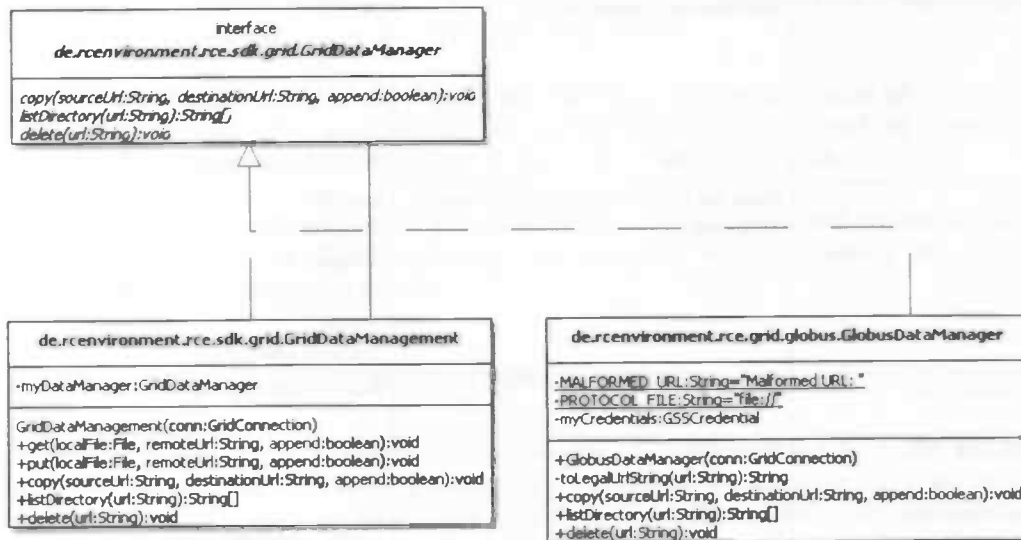 interface
de.rcenvironment.rce.sdk.grid.GridDataManager
copy(sourceUrl:String, destinationUrl:String, append:boolean):void
listDirectory(url:String):String[]
delete(url:String):void
de.rcenvironment.rce.sdk.grid.GridDataManagement
-myDataManager:GridDataManager
GridDataManagement(conn:GridConnection)
+get(localFile:File, remoteUrl:String, append:boolean):void
+put(localFile:File, remoteUrl:String, append:boolean):void
+copy(sourceUrl:String, destinationUrl:String, append:boolean):void
+listDirectory(url:String):String[]
+delete(url:String):void
de.rcenvironment.rce.grid.globus.GlobusDataManager
-MALFORMED_URL:String="Malformed URL: "
-PROTOCOL_FILE:String="file://"
-myCredentials:GSSCredential
+GlobusDataManager(conn:GridConnection)
-toLegalUrlString(url:String):String
+copy(sourceUrl:String, destinationUrl:String, append:boolean):void
+listDirectory(url:String):String[]
+delete(url:String):void